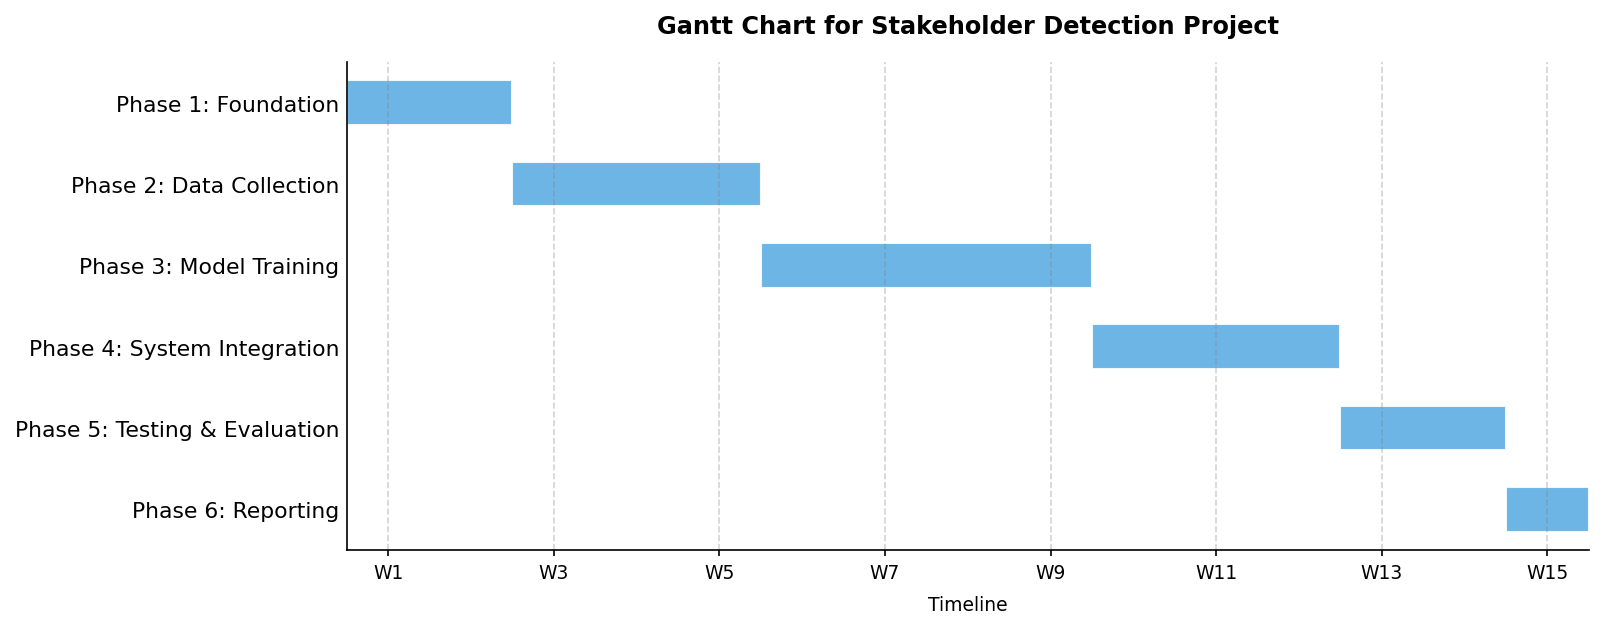 Gantt Chart for Stakeholder Detection Project
Phase 1: Foundation
Phase 2: Data Collection
Phase 3: Model Training
Phase 4: System Integration
Phase 5: Testing & Evaluation
Phase 6: Reporting
W1 W3 W5 W7 W9 W11 W13 W15
Timeline